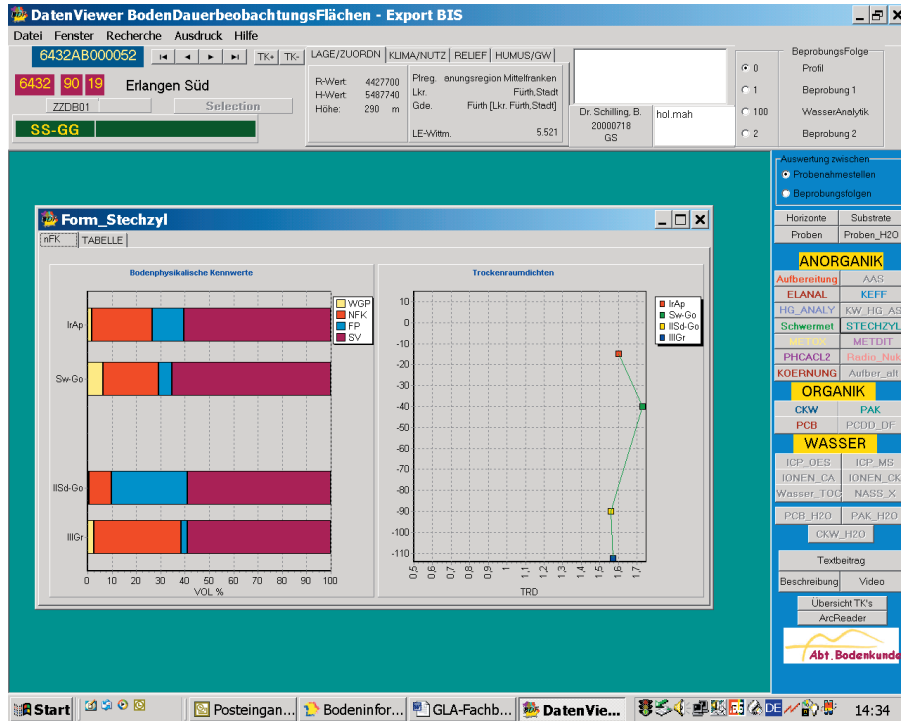 DatenViewer BodenDauerbeobachtungsFlächen - Export BIS
Datei Fenster Recherche Ausdruck Hilfe
6432AB000052 TK+ TK-
6432 90 19 Erlangen Süd
ZZDB01 Selection
SS-GG
LAGE/ZUORDN KLIMA/NUTZ RELIEF HUMUS/GW
R-Wert 4427700
H-Wert: 5487740
Höhe: 290 m
Plreg. anungsregion Mittelfranken
Lkr. Fürth,Stadt
Gde. Fürth [Lkr. Fürth,Stadt]
LE-Wittm. 5.521
Dr. Schilling, B.
20000718
GS
hol.mah
BeprobungsFolge
0 Profil
1 Beprobung 1
100 WasserAnalytik
2 Beprobung 2
Form_Stechzyl
nFK TABELLE
Bodenphysikalische Kennwerte
IrAp
Sw-Go
IISd-Go
IIIGr
0 10 20 30 40 50 60 70 80 90 100
VOL %
WGP
NFK
FP
SV
Trockenraumdichten
10
0
-10
-20
-30
-40
-50
-60
-70
-80
-90
-100
-110
0,5 0,6 0,7 0,8 0,9 1 1,1 1,2 1,3 1,4 1,5 1,6 1,7
TRD
IrAp
Sw-Go
IISd-Go
IIIGr
Auswertung zwischen
Probenahmestellen
Beprobungsfolgen
Horizonte Substrate
Proben Proben_H2O
ANORGANIK
Aufbereitung AAS
ELANAL KEFF
HG_ANALY KW_HG_AS
Schwermet STECHZYL
METOX METDIT
PHCACL2 Radio_Nuk
KOERNUNG Aufber_alt
ORGANIK
CKW PAK
PCB PCDD_DF
WASSER
ICP_OES ICP_MS
IONEN_CA IONEN_CK
Wasser_TOC NASS_X
PCB_H2O PAK_H2O
CKW_H2O
Textbeitrag
Beschreibung Video
Übersicht TK's
ArcReader
Abt.Bodenkunde
Start Posteingan... Bodeninfor... GLA-Fachb... DatenVie... DE 14:34